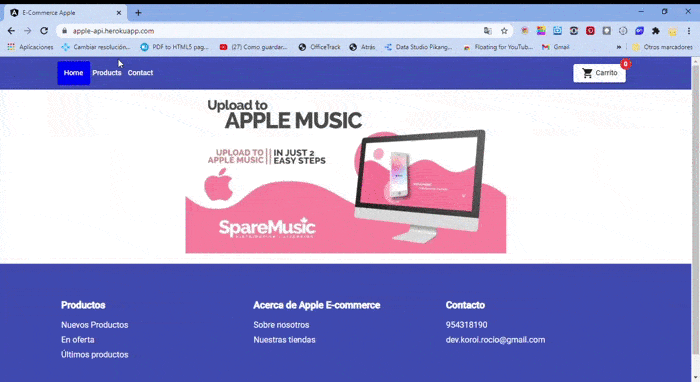 E-Commerce Apple
apple-api.herokuapp.com
Aplicaciones
Cambiar resolución...
PDF to HTML5 pag...
(27) Como guardar...
OfficeTrack
Atrás
Data Studio Pikang...
Floating for YouTub...
Gmail
»
Otros marcadores
Home
Products
Contact
Carrito
0
Upload to
APPLE MUSIC
UPLOAD TO
APPLE MUSIC
IN JUST 2
EASY STEPS
SpareMusic
Productos
Nuevos Productos
En oferta
Últimos productos
Acerca de Apple E-commerce
Sobre nosotros
Nuestras tiendas
Contacto
954318190
dev.koroi.rocio@gmail.com